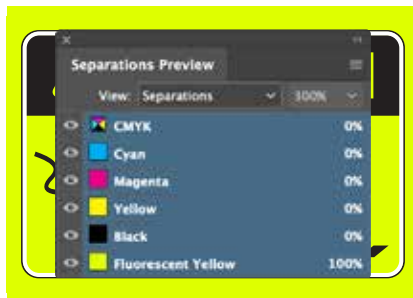 Separations Preview
View: Separations 300%
CMYK 0%
Cyan 0%
Magenta 0%
Yellow 0%
Black 0%
Fluorescent Yellow 100%